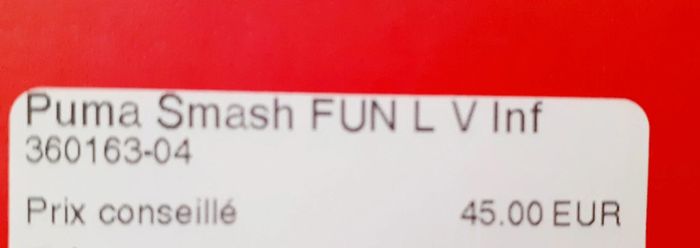 Puma Smash FUN L V Inf
360163-04
Prix conseillé 45.00 EUR